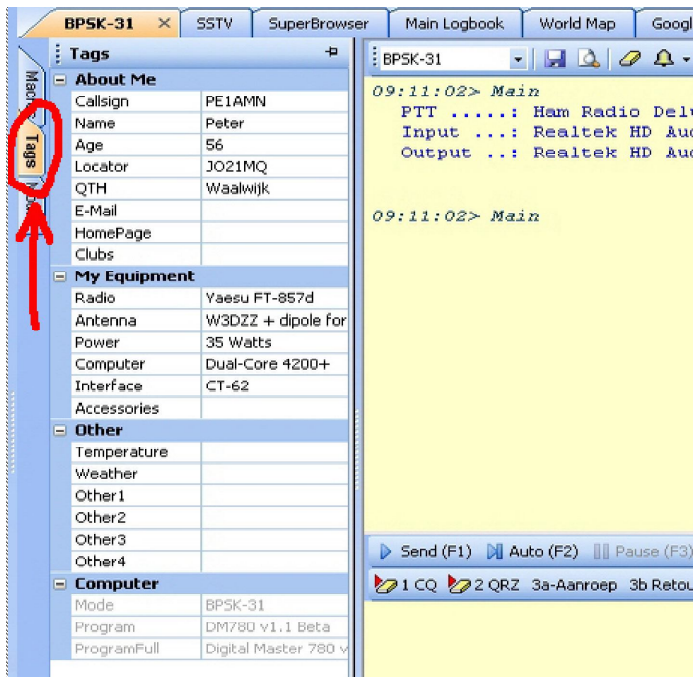 BPSK-31 SSTV SuperBrowser Main Logbook World Map
Tags
Tags
About Me
Callsign PE1AMN
Name Peter
Age 56
Locator JO21MQ
QTH Waalwijk
E-Mail
HomePage
Clubs
My Equipment
Radio Yaesu FT-857d
Antenna W3DZZ + dipole for
Power 35 Watts
Computer Dual-Core 4200+
Interface CT-62
Accessories
Other
Temperature
Weather
Other1
Other2
Other3
Other4
Computer
Mode BPSK-31
Program DM780 v1.1 Beta
ProgramFull Digital Master 780 v
BPSK-31
09:11:02> Main
PTT .....: Ham Radio
Input ...: Realtek HD
Output ..: Realtek HD
09:11:02> Main
Send (F1) Auto (F2) Pause (F3)
1 CQ 2 QRZ 3a-Aanroep 3b